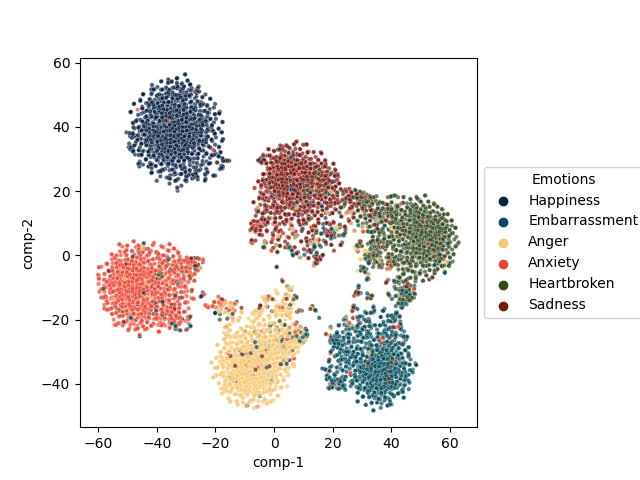 60
40
20
0
−20
−40
comp-2
−60
−40
−20
0
20
40
60
comp-1
Emotions
Happiness
Embarrassment
Anger
Anxiety
Heartbroken
Sadness